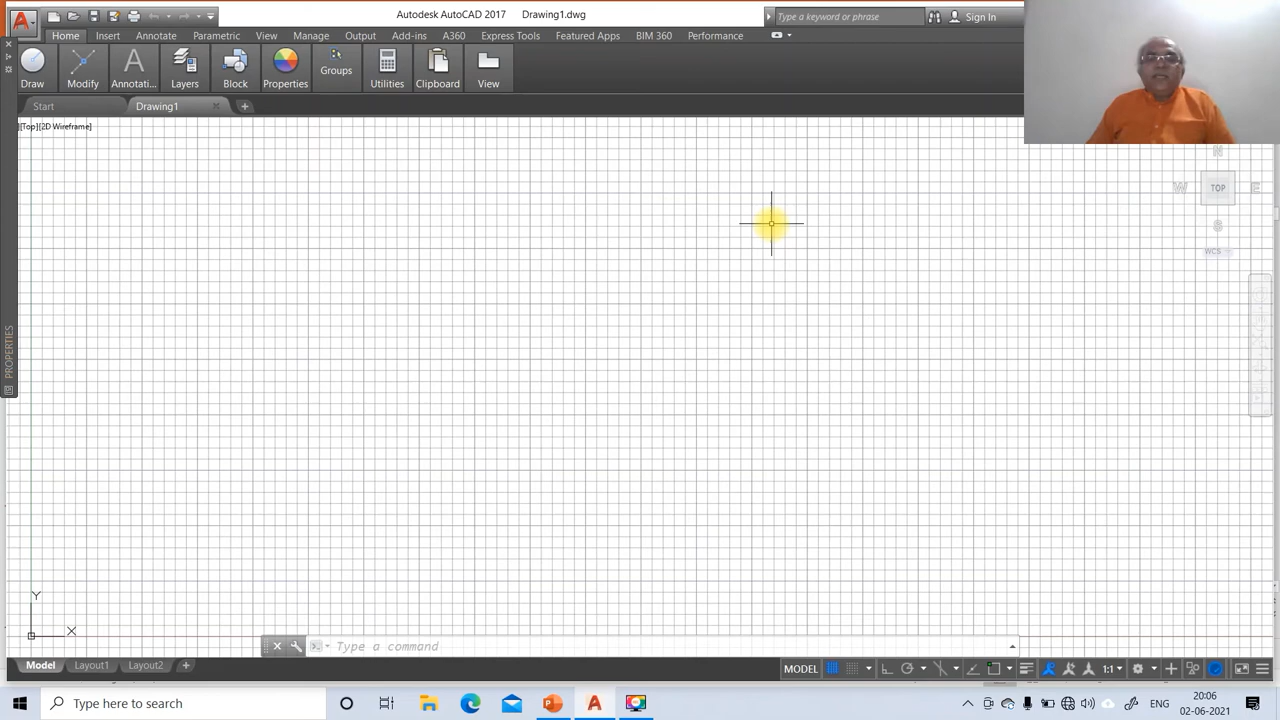 Autodesk AutoCAD 2017 Drawing1.dwg
Type a keyword or phrase
Sign In
Home Insert Annotate Parametric View Manage Output Add-ins A360 Express Tools Featured Apps BIM 360 Performance
Draw Modify Annotati... Layers Block Properties Groups Utilities Clipboard View
Start Drawing1
][Top][2D Wireframe]
N
W TOP E
S
WCS
PROPERTIES
Y
X
Type a command
Model Layout1 Layout2
MODEL 1:1
Type here to search
ENG
20:06
02-06-2021